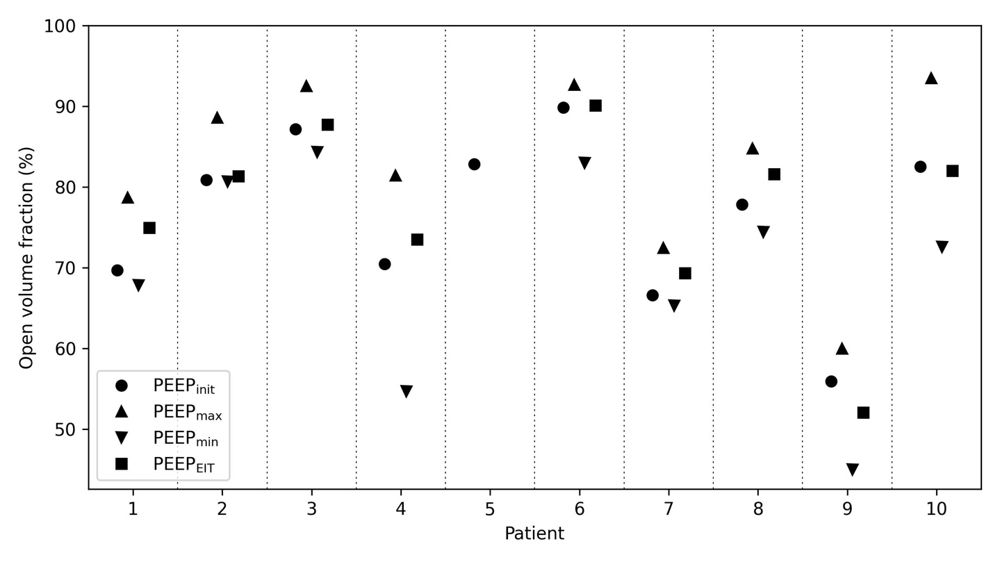 100
90
80
70
60
50
Open volume fraction (%)
PEEPinit
PEEPmax
PEEPmin
PEEPEIT
1 2 3 4 5 6 7 8 9 10
Patient